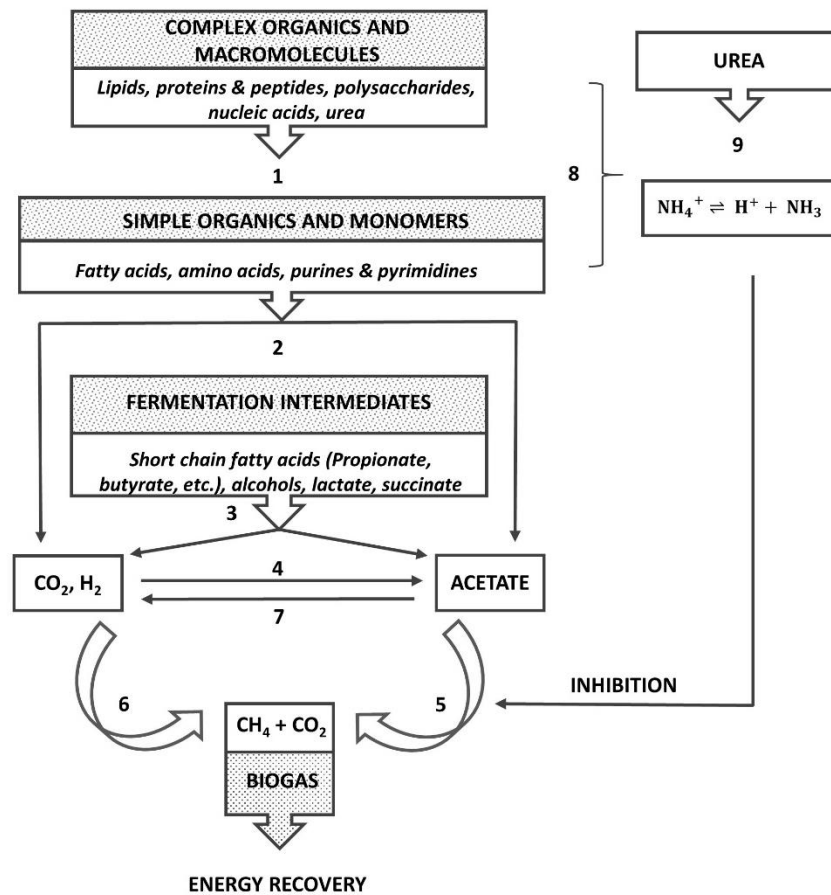 COMPLEX ORGANICS AND
MACROMOLECULES
Lipids, proteins & peptides, polysaccharides,
nucleic acids, urea
1
UREA
9
8
NH₄⁺ ⇌ H⁺ + NH₃
SIMPLE ORGANICS AND MONOMERS
Fatty acids, amino acids, purines & pyrimidines
2
FERMENTATION INTERMEDIATES
Short chain fatty acids (Propionate,
butyrate, etc.), alcohols, lactate, succinate
3
CO₂, H₂
4
7
ACETATE
6
5
INHIBITION
CH₄ + CO₂
BIOGAS
ENERGY RECOVERY